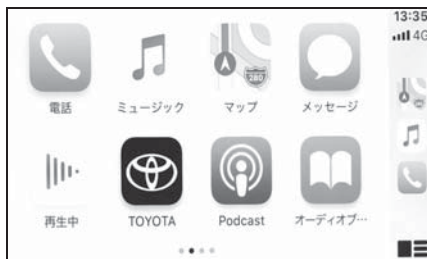 13:35
4G
280
電話
ミュージック
マップ
メッセージ
再生中
TOYOTA
Podcast
オーディオブ…